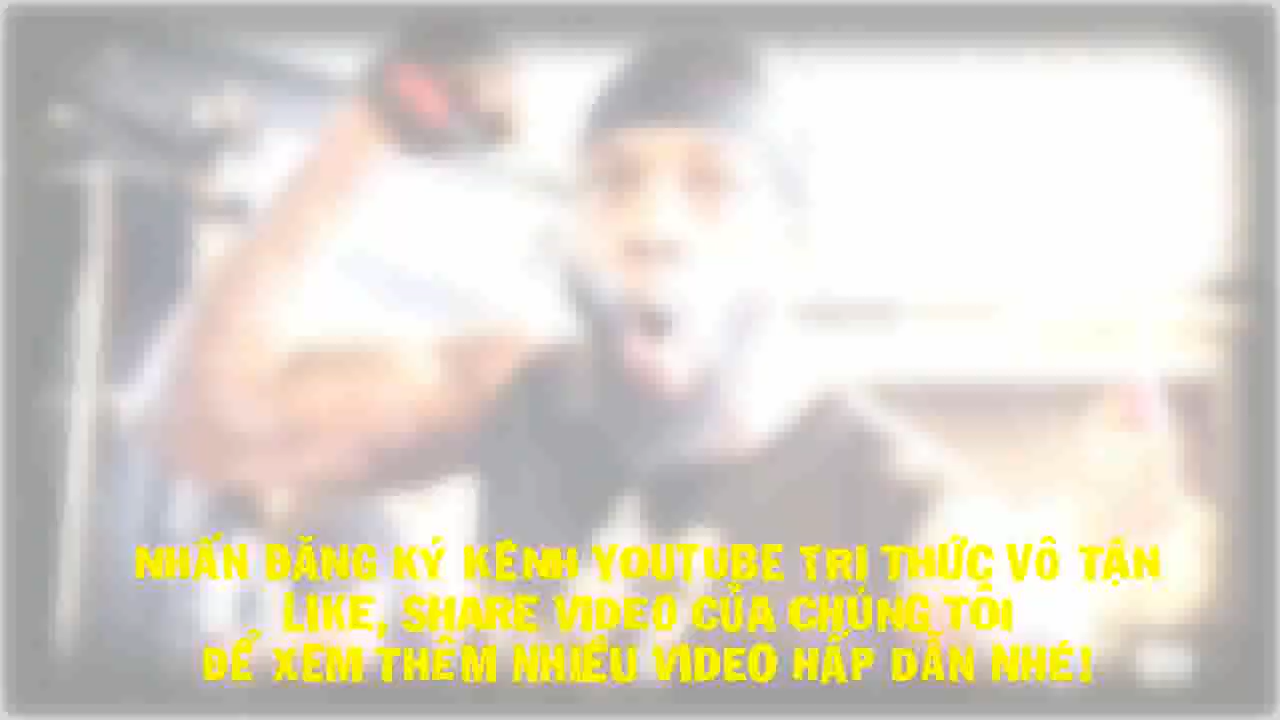 NHẤN ĐĂNG KÝ KÊNH YOUTUBE TRI THỨC VÔ TẬN
LIKE, SHARE VIDEO CỦA CHÚNG TÔI
ĐỂ XEM THÊM NHIỀU VIDEO HẤP DẪN NHÉ!